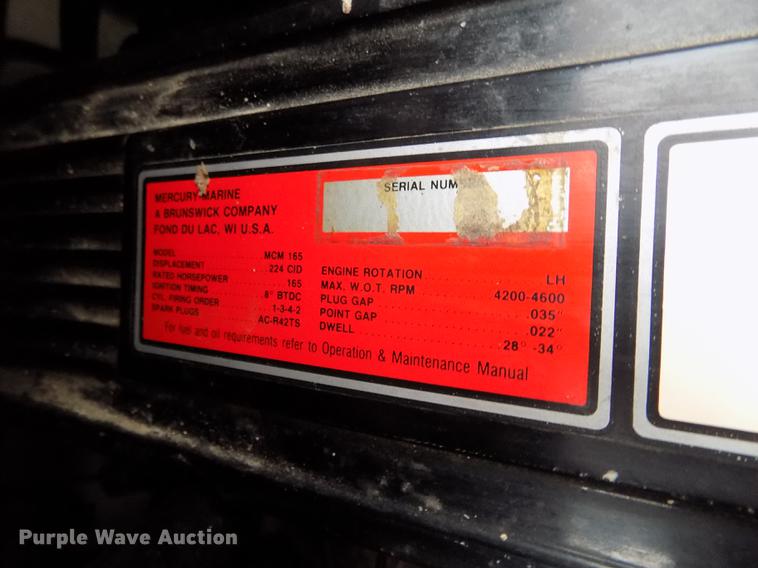 MERCURY MARINE
A BRUNSWICK COMPANY
FOND DU LAC, WI U.S.A.
SERIAL NUM
MODEL MCM 165
DISPLACEMENT 224 CID
RATED HORSEPOWER 165
IGNITION TIMING 8° BTDC
CYL. FIRING ORDER 1-3-4-2
SPARK PLUGS AC-R42TS
ENGINE ROTATION LH
MAX. W.O.T. RPM 4200-4600
PLUG GAP .035"
POINT GAP .022"
DWELL 28° -34°
For fuel and oil requirements refer to Operation & Maintenance Manual
Purple Wave Auction